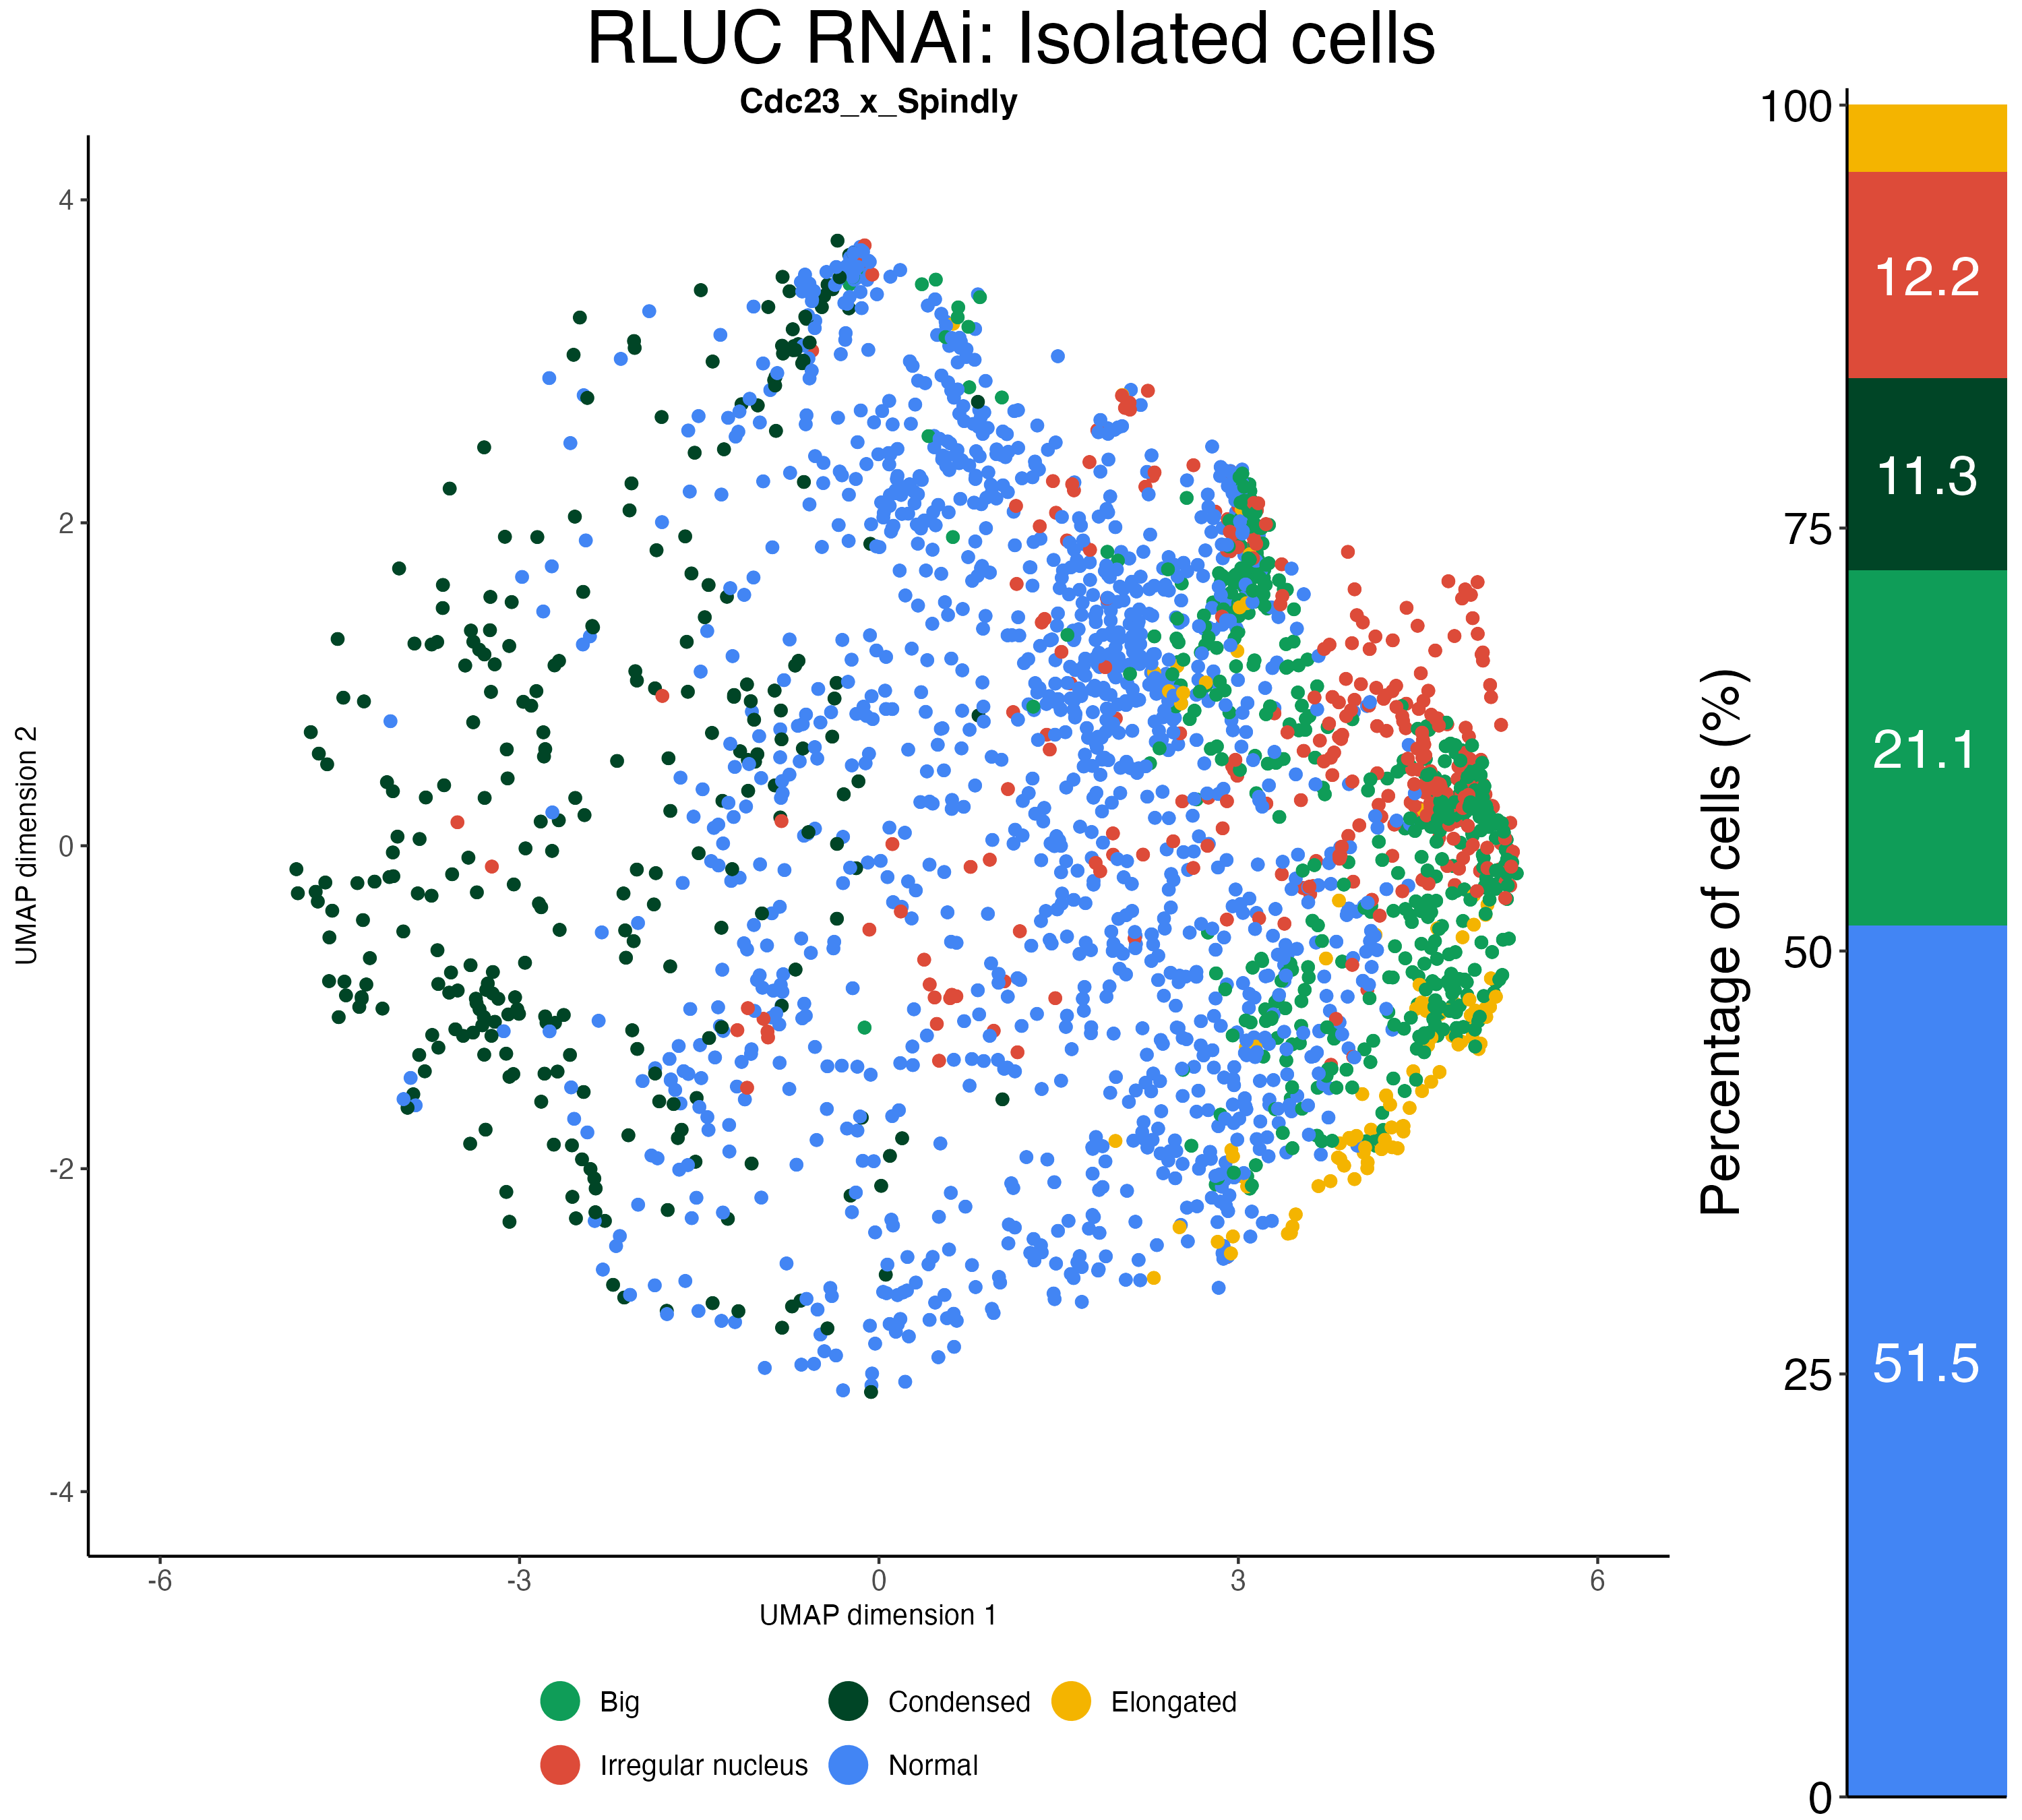 RLUC RNAi: Isolated cells
Cdc23_x_Spindly
UMAP dimension 2
4
2
0
-2
-4
-6
-3
0
3
6
UMAP dimension 1
Big
Condensed
Elongated
Irregular nucleus
Normal
Percentage of cells (%)
100
75
50
25
0
12.2
11.3
21.1
51.5